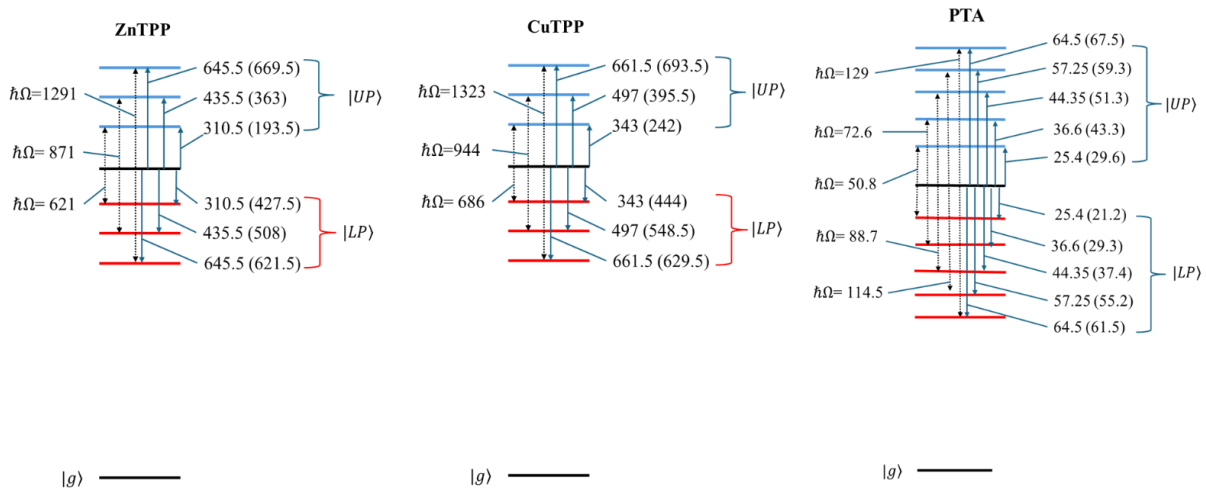 ZnTPP
645.5 (669.5)
ħΩ=1291
435.5 (363)
|UP⟩
310.5 (193.5)
ħΩ= 871
ħΩ= 621
310.5 (427.5)
435.5 (508)
|LP⟩
645.5 (621.5)
|g⟩
CuTPP
661.5 (693.5)
ħΩ=1323
497 (395.5)
|UP⟩
343 (242)
ħΩ=944
ħΩ= 686
343 (444)
497 (548.5)
|LP⟩
661.5 (629.5)
|g⟩
PTA
64.5 (67.5)
ħΩ=129
57.25 (59.3)
44.35 (51.3)
|UP⟩
ħΩ=72.6
36.6 (43.3)
25.4 (29.6)
ħΩ= 50.8
25.4 (21.2)
36.6 (29.3)
ħΩ= 88.7
44.35 (37.4)
|LP⟩
ħΩ= 114.5
57.25 (55.2)
64.5 (61.5)
|g⟩